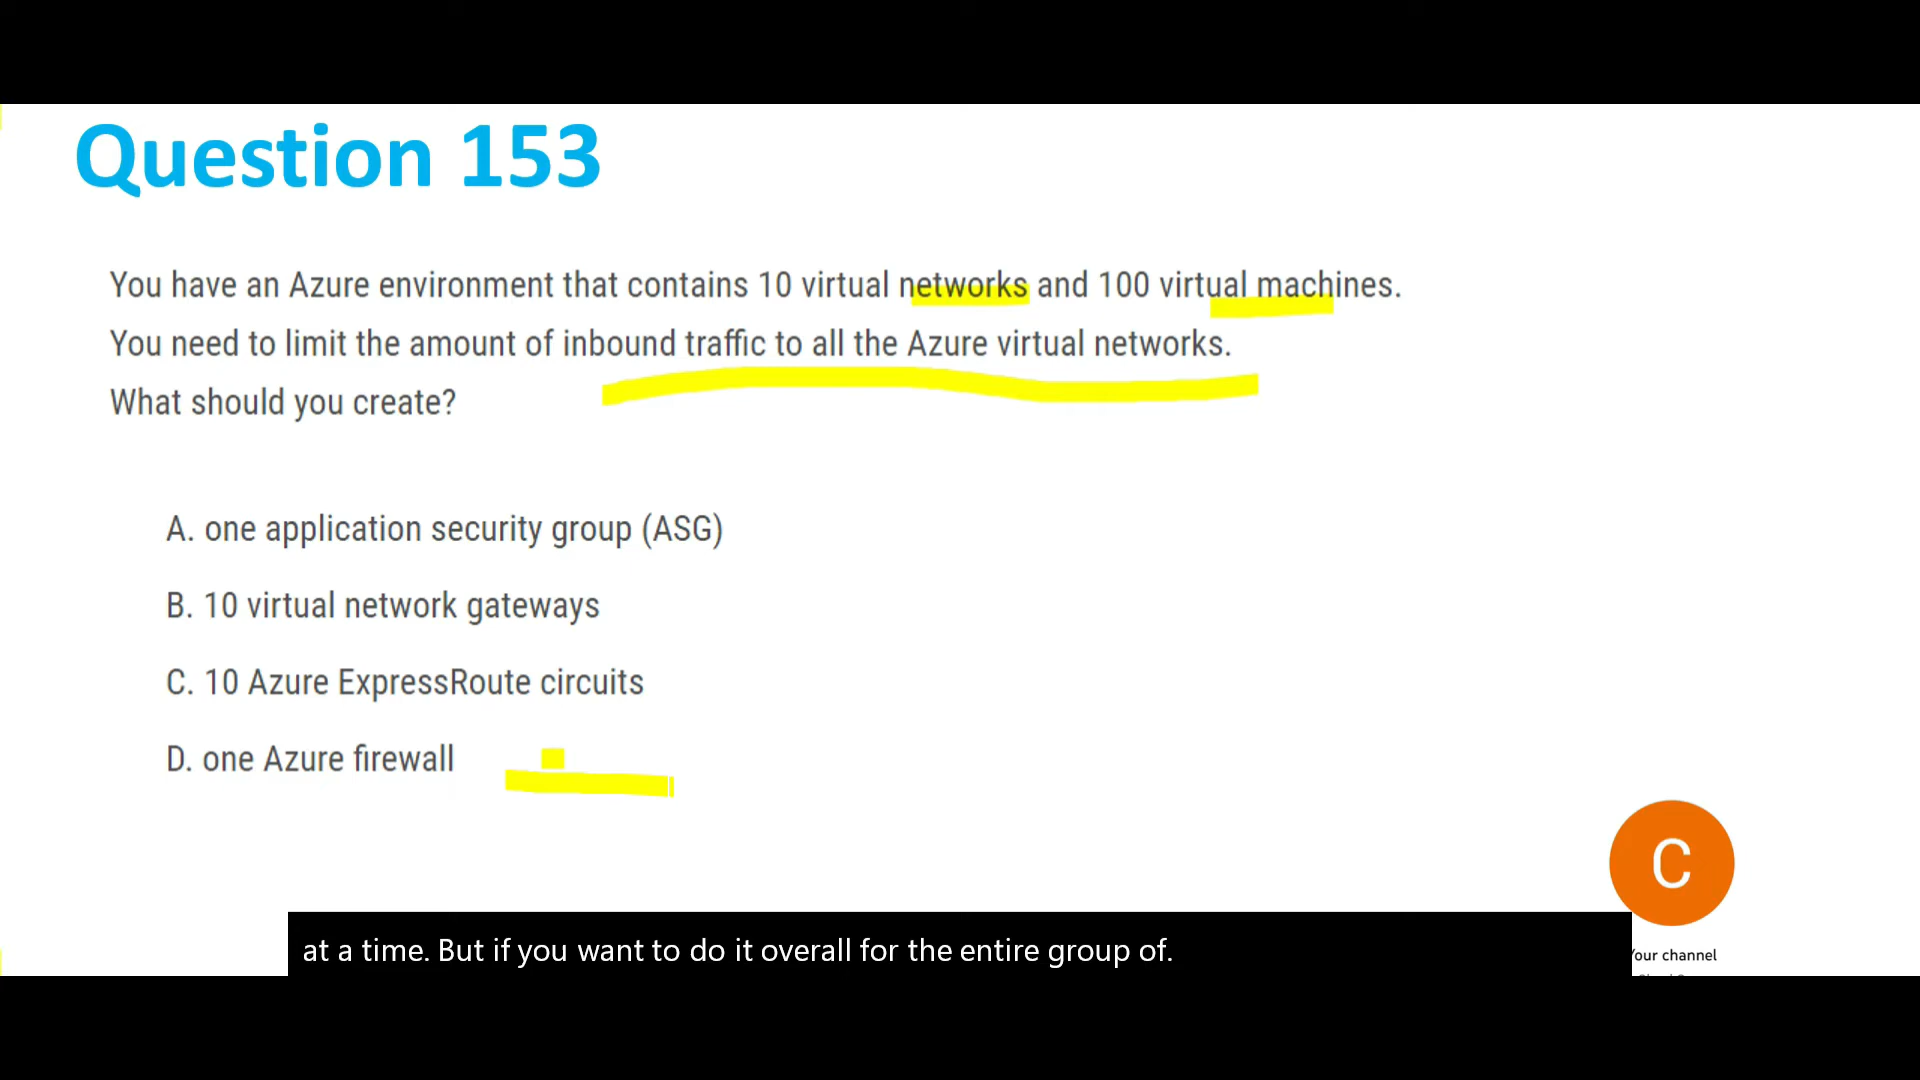 Question 153
You have an Azure environment that contains 10 virtual networks and 100 virtual machines.
You need to limit the amount of inbound traffic to all the Azure virtual networks.
What should you create?
A. one application security group (ASG)
B. 10 virtual network gateways
C. 10 Azure ExpressRoute circuits
D. one Azure firewall
C
at a time. But if you want to do it overall for the entire group of.
Your channel